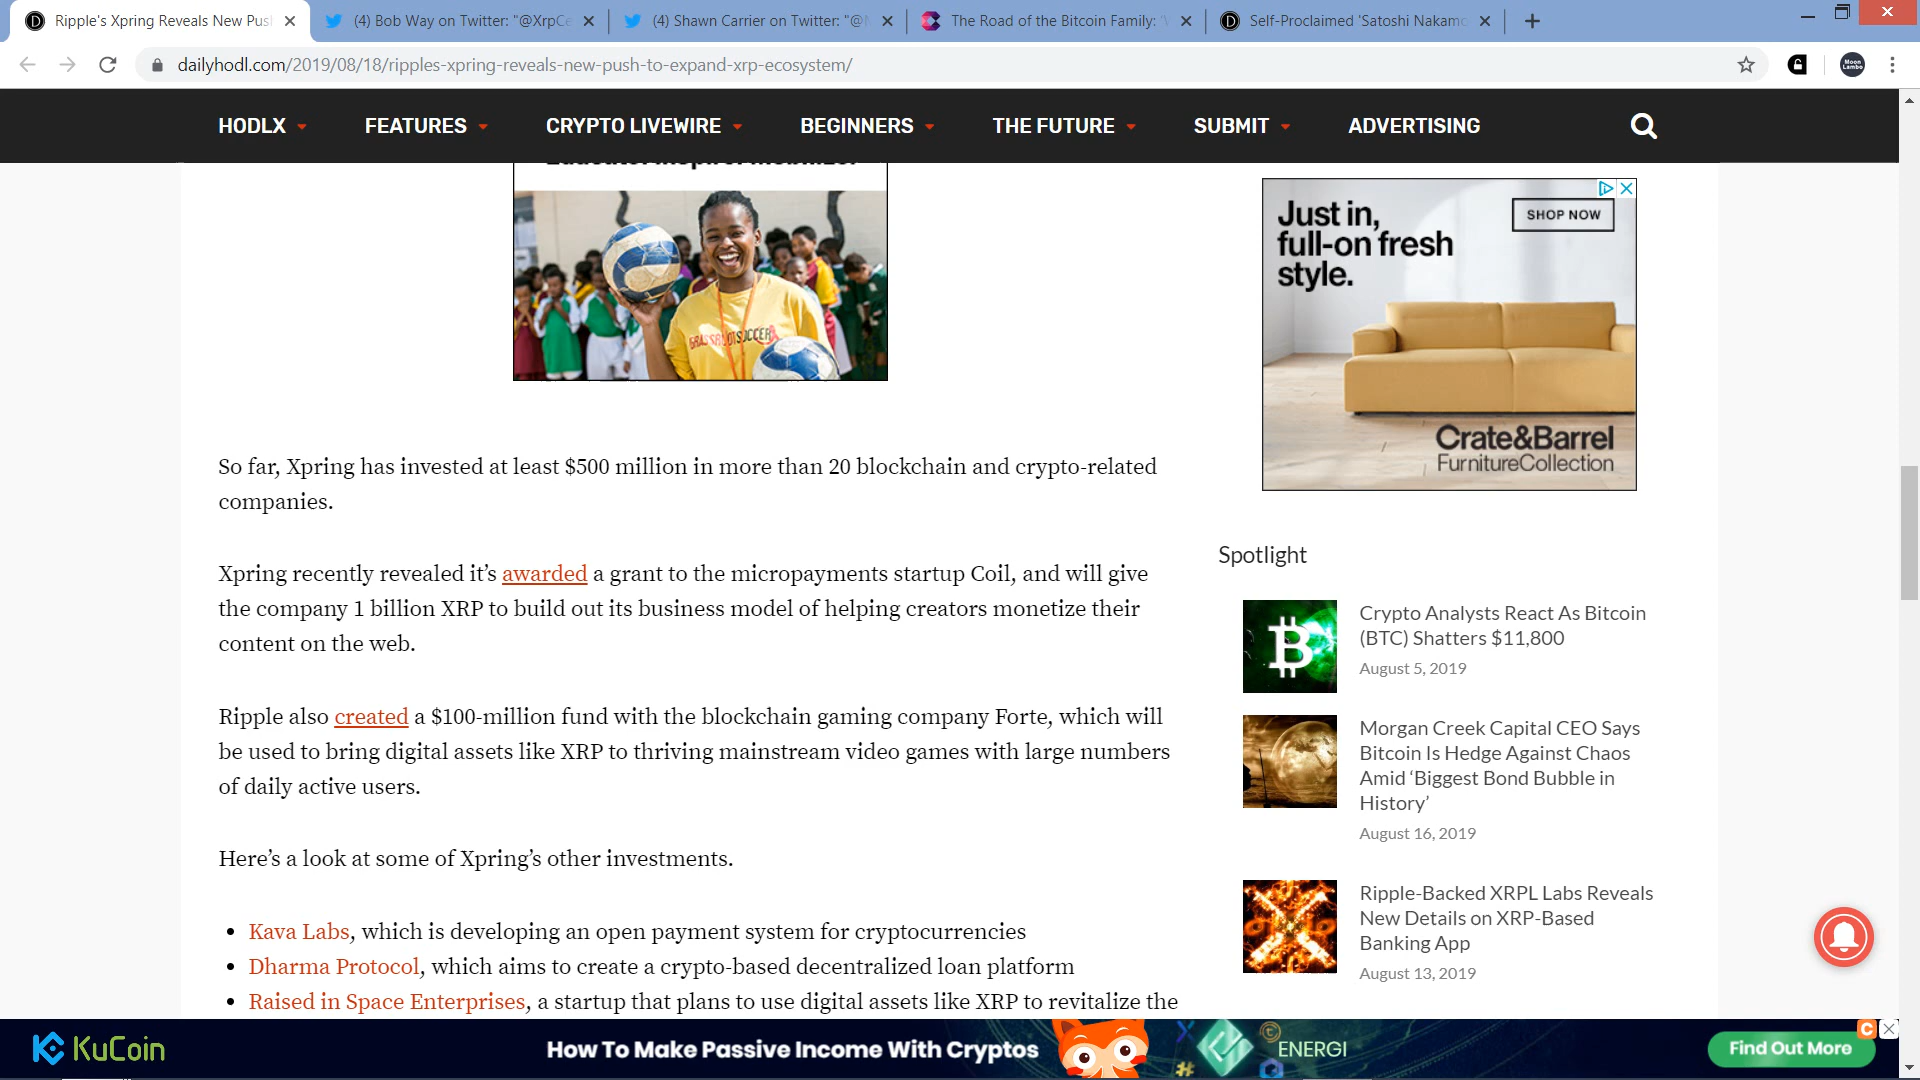 Ripple's Xpring Reveals New Pus
(4) Bob Way on Twitter: "@XrpCe
(4) Shawn Carrier on Twitter: "@N
The Road of the Bitcoin Family: 'W
Self-Proclaimed 'Satoshi Nakamo
dailyhodl.com/2019/08/18/ripples-xpring-reveals-new-push-to-expand-xrp-ecosystem/
Moon Lambo
HODLX
FEATURES
CRYPTO LIVEWIRE
BEGINNERS
THE FUTURE
SUBMIT
ADVERTISING
GRASSROOTSOCCER
So far, Xpring has invested at least $500 million in more than 20 blockchain and crypto-related
companies.
Xpring recently revealed it’s awarded a grant to the micropayments startup Coil, and will give
the company 1 billion XRP to build out its business model of helping creators monetize their
content on the web.
Ripple also created a $100-million fund with the blockchain gaming company Forte, which will
be used to bring digital assets like XRP to thriving mainstream video games with large numbers
of daily active users.
Here’s a look at some of Xpring’s other investments.
• Kava Labs, which is developing an open payment system for cryptocurrencies
• Dharma Protocol, which aims to create a crypto-based decentralized loan platform
• Raised in Space Enterprises, a startup that plans to use digital assets like XRP to revitalize the
Just in,
full-on fresh
style.
SHOP NOW
Crate&Barrel
FurnitureCollection
Spotlight
Crypto Analysts React As Bitcoin
(BTC) Shatters $11,800
August 5, 2019
Morgan Creek Capital CEO Says
Bitcoin Is Hedge Against Chaos
Amid ‘Biggest Bond Bubble in
History’
August 16, 2019
Ripple-Backed XRPL Labs Reveals
New Details on XRP-Based
Banking App
August 13, 2019
KuCoin
How To Make Passive Income With Cryptos
ENERGI
Find Out More